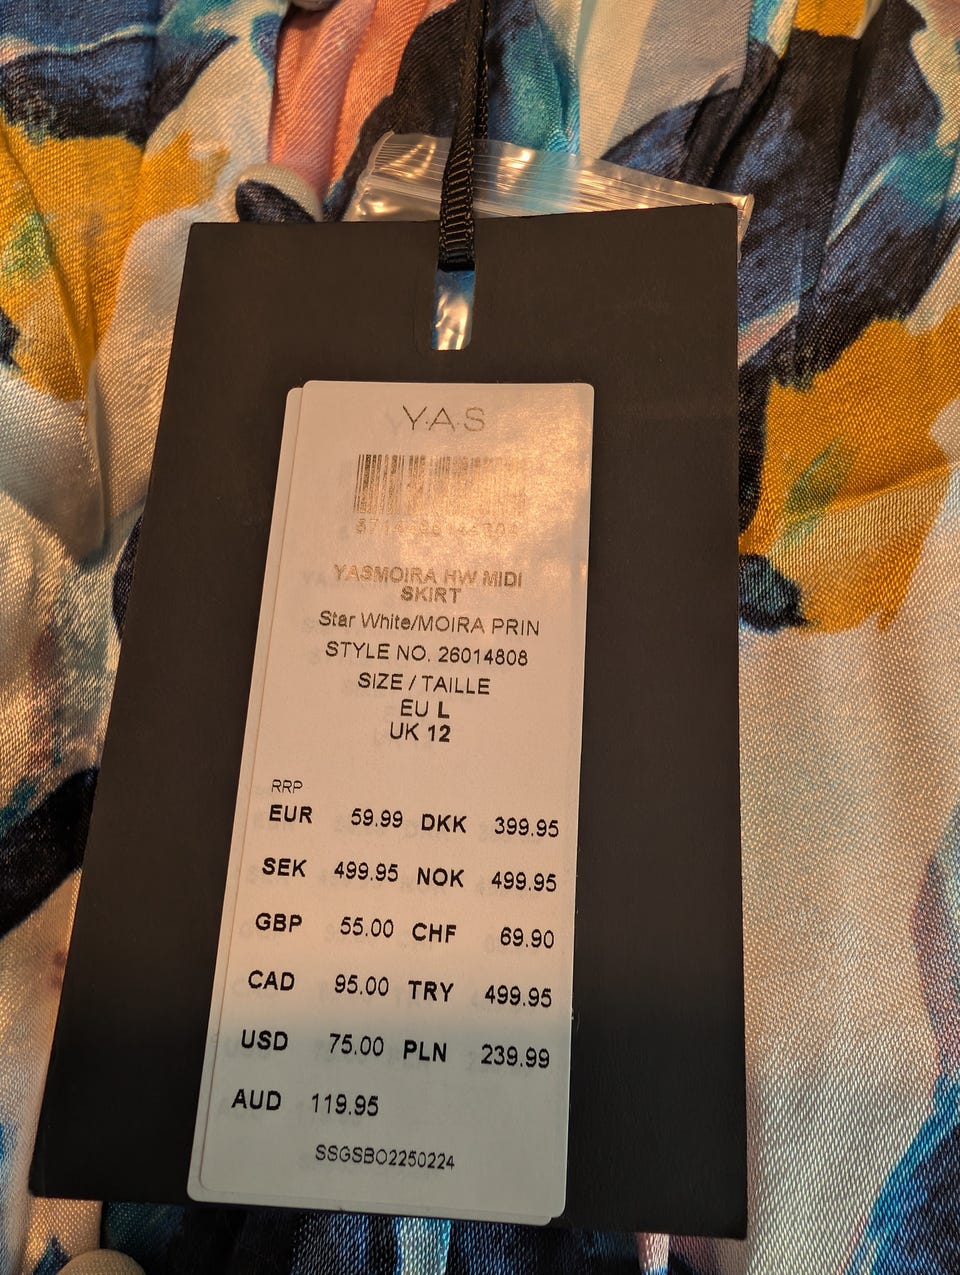 Y.A.S
YASMOIRA HW MIDI
SKIRT
Star White/MOIRA PRIN
STYLE NO. 26014808
SIZE / TAILLE
EU L
UK 12
RRP
EUR 59.99 DKK 399.95
SEK 499.95 NOK 499.95
GBP 55.00 CHF 69.90
CAD 95.00 TRY 499.95
USD 75.00 PLN 239.99
AUD 119.95
SSGSBO2250224